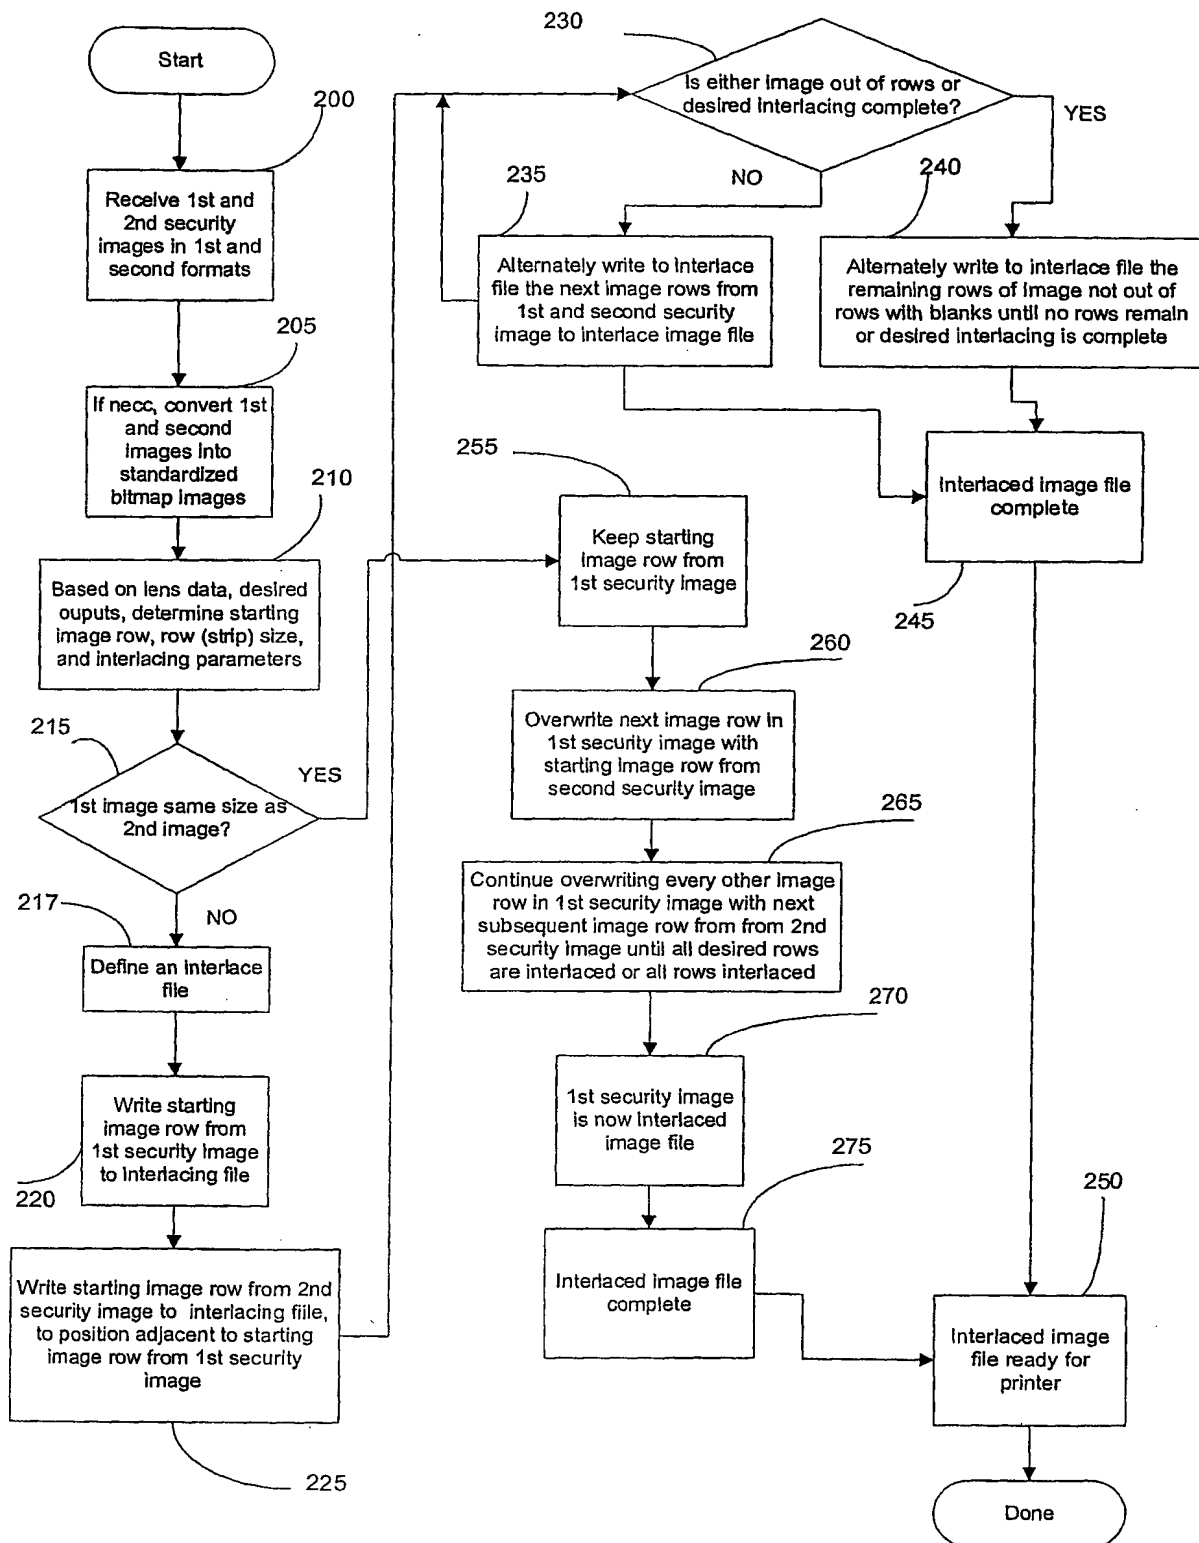 Start
200
Receive 1st and
2nd security
images in 1st and
second formats
205
If necc, convert 1st
and second
images into
standardized
bitmap images
210
Based on lens data, desired
ouputs, determine starting
image row, row (strip) size,
and interlacing parameters
215
1st image same size as
2nd image?
YES
NO
217
Define an interlace
file
Write starting
image row from
1st security image
to interlacing file
220
Write starting image row from 2nd
security image to interlacing fiile,
to position adjacent to starting
image row from 1st security
image
225
230
Is either image out of rows or
desired interlacing complete?
YES
NO
235
Alternately write to interlace
file the next image rows from
1st and second security
image to interlace image file
240
Alternately write to interlace file the
remaining rows of image not out of
rows with blanks until no rows remain
or desired interlacing is complete
Interlaced image file
complete
245
255
Keep starting
image row from
1st security image
260
Overwrite next image row in
1st security image with
starting image row from
second security image
265
Continue overwriting every other image
row in 1st security image with next
subsequent image row from from 2nd
security image until all desired rows
are interlaced or all rows interlaced
270
1st security image
is now interlaced
image file
275
Interlaced image file
complete
250
Interlaced image
file ready for
printer
Done